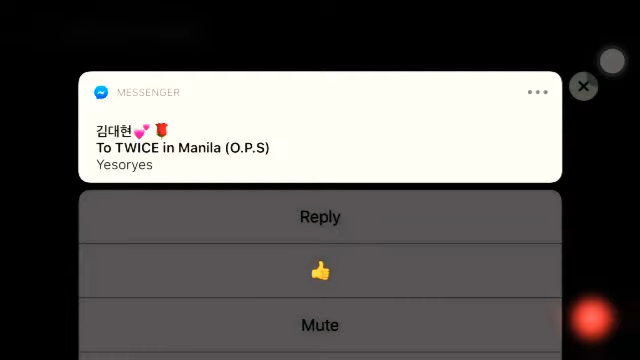 MESSENGER
김대현💕🌹
To TWICE in Manila (O.P.S)
Yesoryes
Reply
👍
Mute